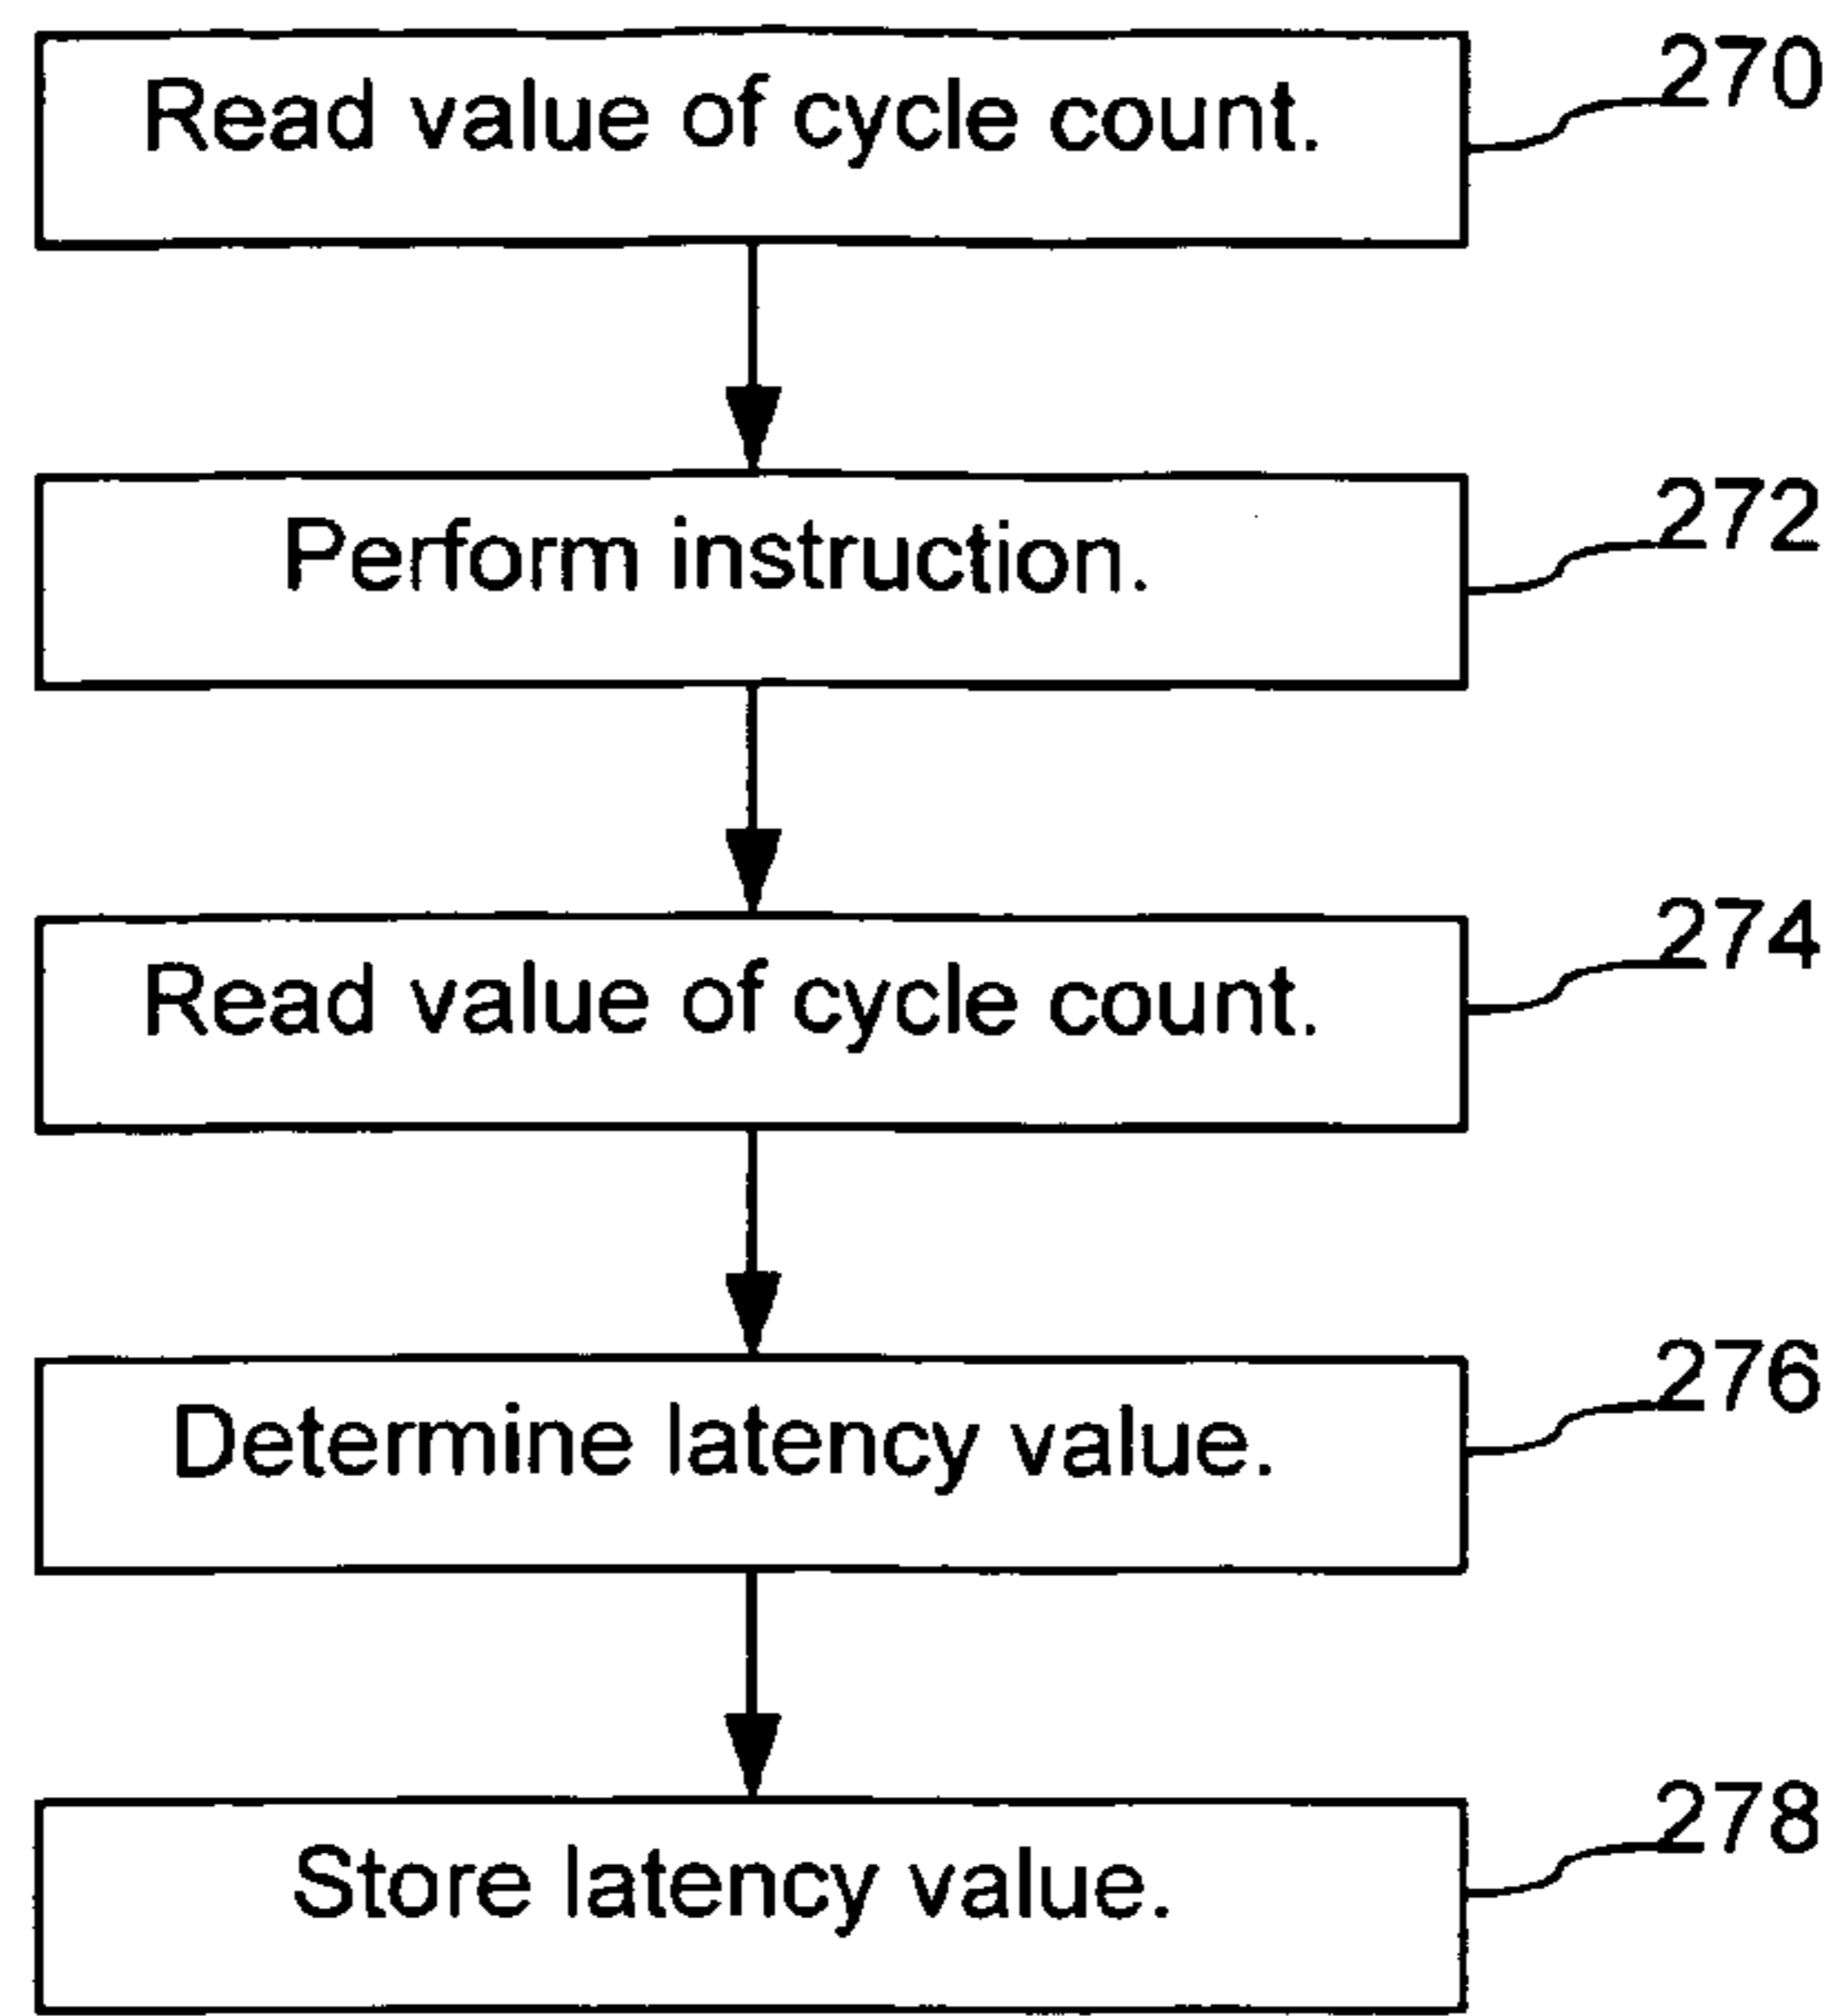 Read value of cycle count.
270
Perform instruction.
272
Read value of cycle count.
274
Determine latency value.
276
Store latency value.
278